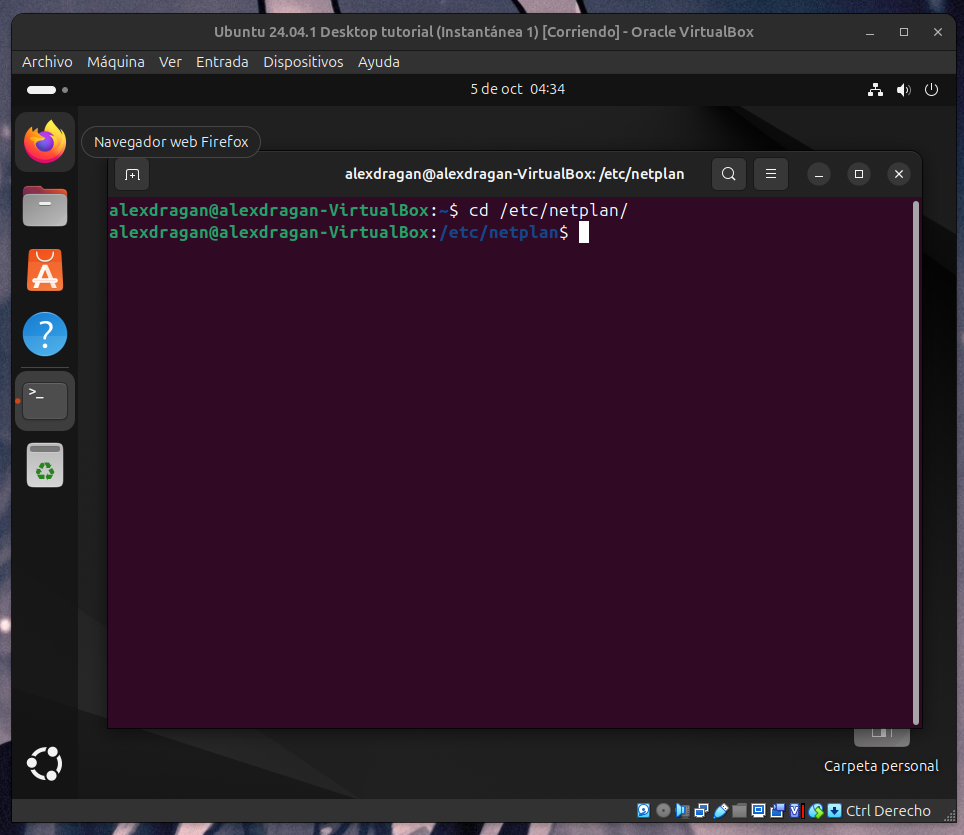 Ubuntu 24.04.1 Desktop tutorial (Instantánea 1) [Corriendo] - Oracle VirtualBox
Archivo Máquina Ver Entrada Dispositivos Ayuda
5 de oct 04:34
Navegador web Firefox
alexdragan@alexdragan-VirtualBox: /etc/netplan
alexdragan@alexdragan-VirtualBox:~$ cd /etc/netplan/
alexdragan@alexdragan-VirtualBox:/etc/netplan$
Carpeta personal
Ctrl Derecho